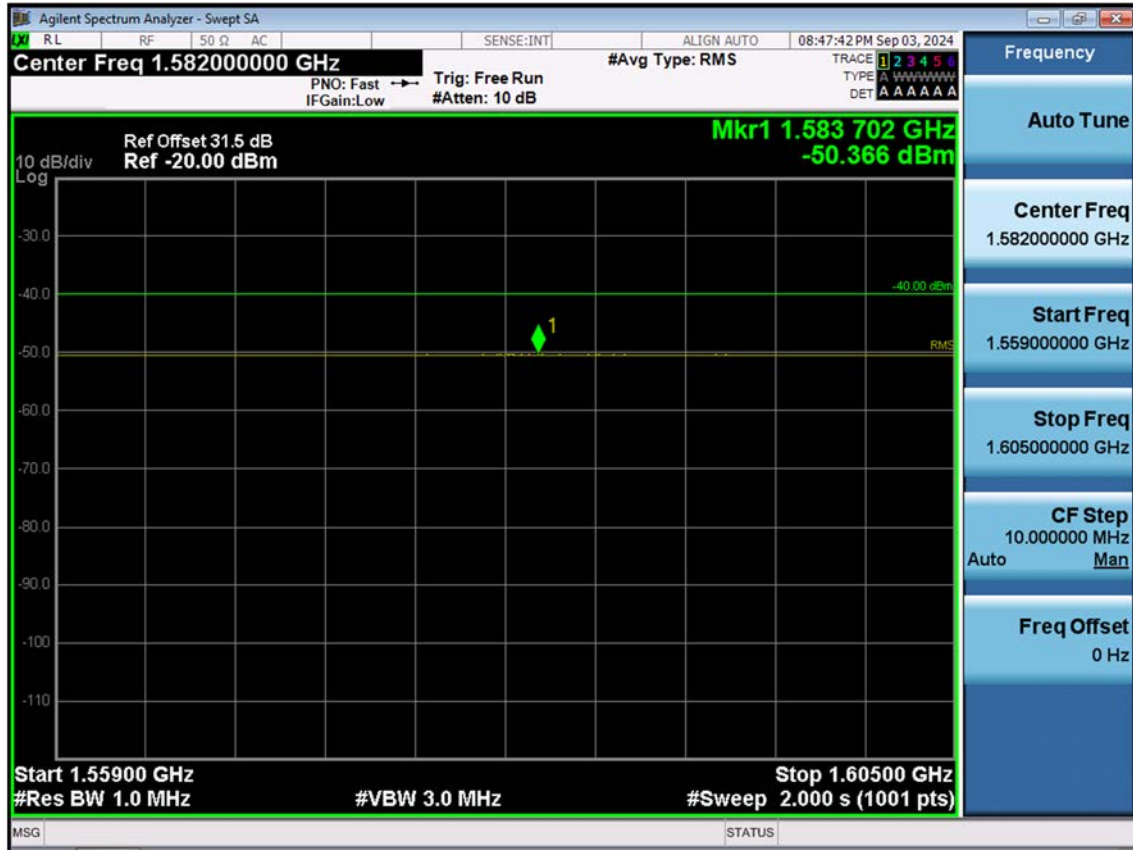 Agilent Spectrum Analyzer - Swept SA
RL RF 50 Ω AC SENSE:INT ALIGN AUTO 08:47:42 PM Sep 03, 2024
Center Freq 1.582000000 GHz #Avg Type: RMS TRACE 1 2 3 4 5 6
PNO: Fast Trig: Free Run TYPE A WWWWW
IFGain:Low #Atten: 10 dB DET A A A A A A
Mkr1 1.583 702 GHz
-50.366 dBm
Ref Offset 31.5 dB
10 dB/div Ref -20.00 dBm
Log
-30.0
-40.0
-40.00 dBm
1
-50.0
RMS
-60.0
-70.0
-80.0
-90.0
-100
-110
Start 1.55900 GHz Stop 1.60500 GHz
#Res BW 1.0 MHz #VBW 3.0 MHz #Sweep 2.000 s (1001 pts)
MSG STATUS
Frequency
Auto Tune
Center Freq
1.582000000 GHz
Start Freq
1.559000000 GHz
Stop Freq
1.605000000 GHz
CF Step
10.000000 MHz
Auto Man
Freq Offset
0 Hz